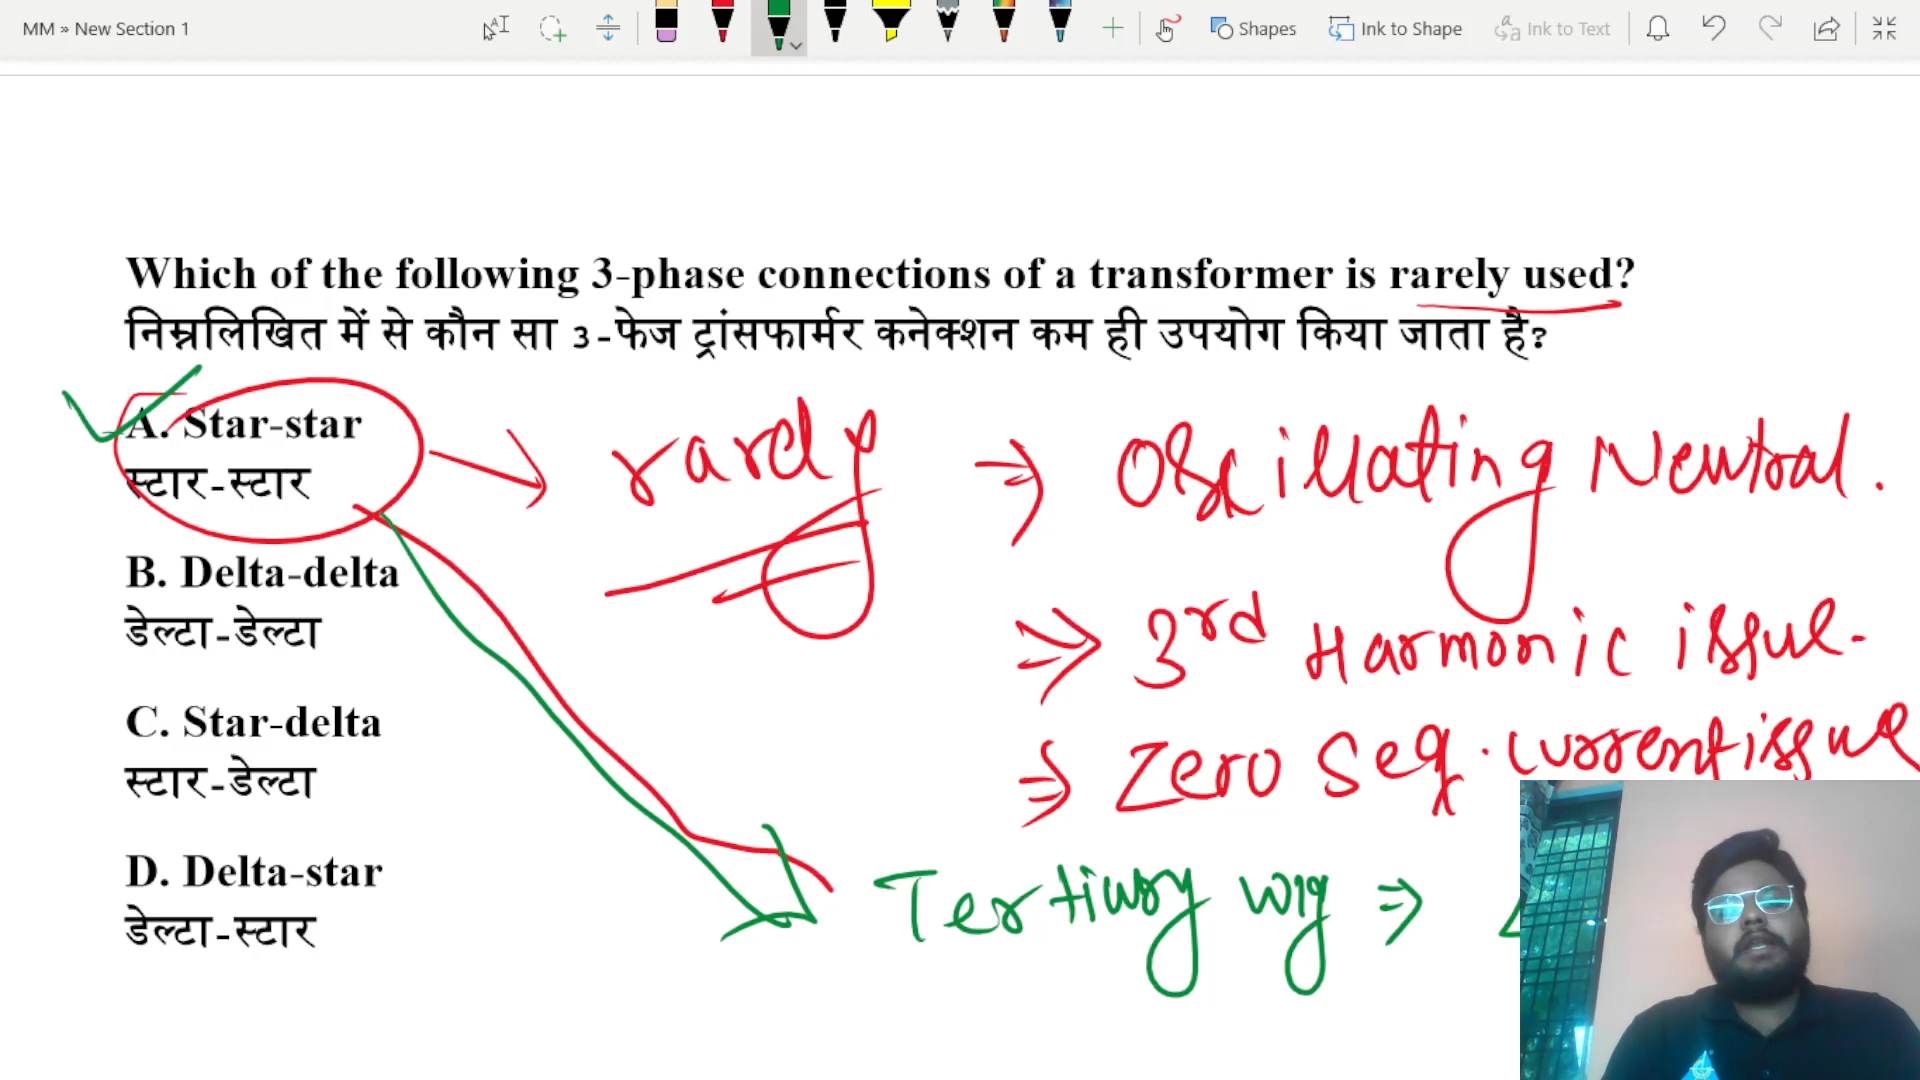 MM » New Section 1
Shapes
Ink to Shape
Ink to Text
Which of the following 3-phase connections of a transformer is rarely used?
निम्नलिखित में से कौन सा 3-फेज ट्रांसफार्मर कनेक्शन कम ही उपयोग किया जाता है?
A. Star-star
स्टार-स्टार
⇒ Oscillating Neutral.
B. Delta-delta
डेल्टा-डेल्टा
⇒ 3rd Harmonic issue.
C. Star-delta
स्टार-डेल्टा
⇒ Zero Seq. current issue
D. Delta-star
डेल्टा-स्टार
Tertiary wdg ⇒